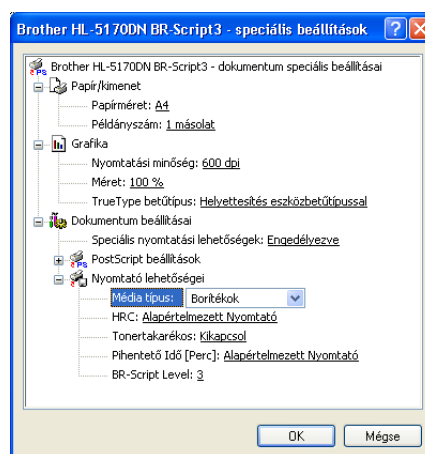 Brother HL-5170DN BR-Script3 - speciális beállítások
Brother HL-5170DN BR-Script3 - dokumentum speciális beállításai
Papír/kimenet
Papírméret: A4
Példányszám: 1 másolat
Grafika
Nyomtatási minőség: 600 dpi
Méret: 100 %
TrueType betűtípus: Helyettesítés eszközbetűtípussal
Dokumentum beállításai
Speciális nyomtatási lehetőségek: Engedélyezve
PostScript beállítások
Nyomtató lehetőségei
Média típus: Borítékok
HRC: Alapértelmezett Nyomtató
Tonertakarékos: Kikapcsol
Pihentető Idő [Perc]: Alapértelmezett Nyomtató
BR-Script Level: 3
OK Mégse